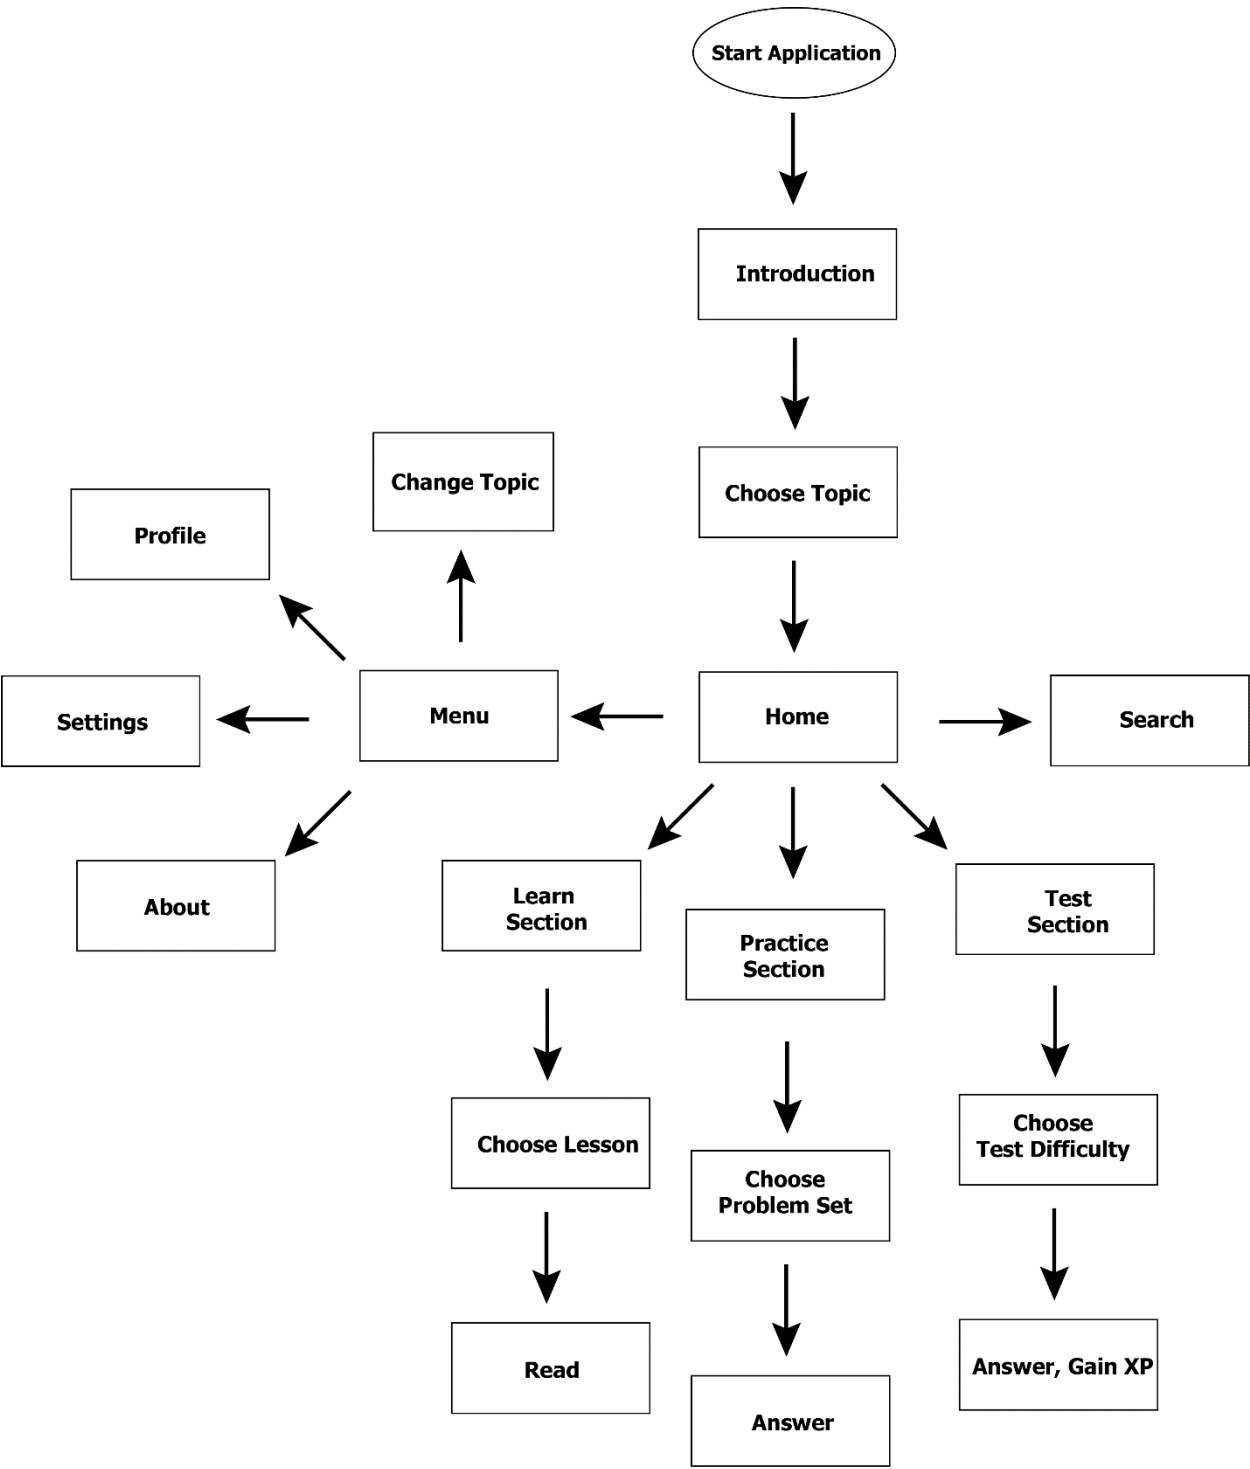 Start Application
Introduction
Choose Topic
Change Topic
Profile
Settings
Menu
Home
Search
About
Learn
Section
Practice
Section
Test
Section
Choose Lesson
Choose
Problem Set
Choose
Test Difficulty
Read
Answer
Answer, Gain XP